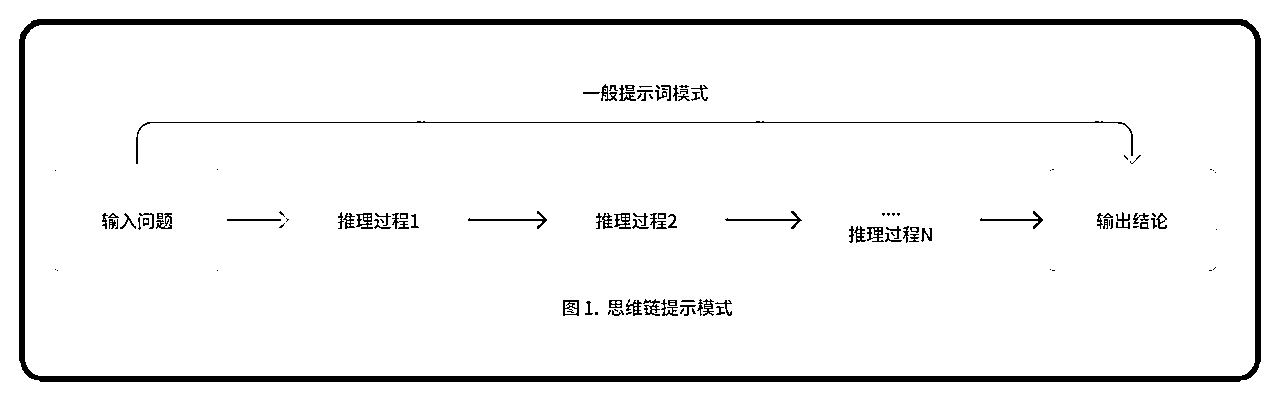 一般提示词模式
输入问题
推理过程1
推理过程2
....
推理过程N
输出结论
图 1. 思维链提示模式